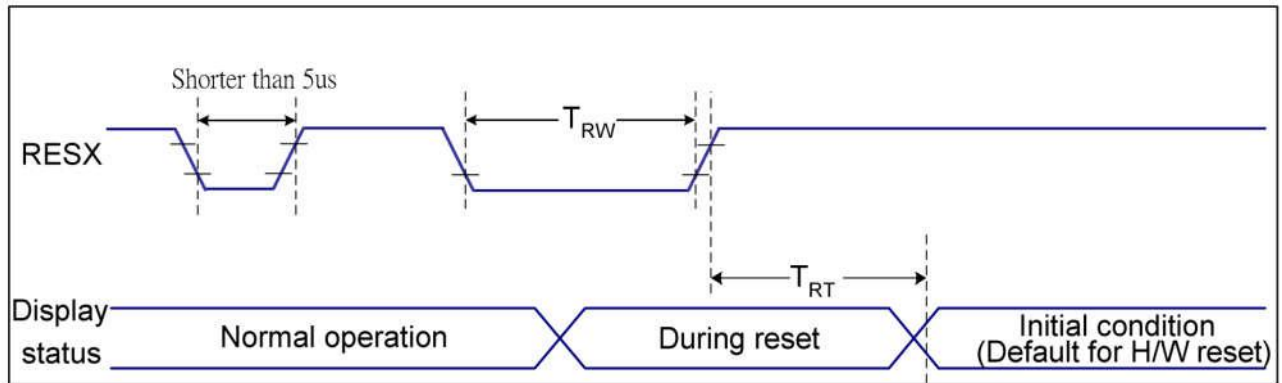 Shorter than 5us
RESX
TRW
TRT
Display
status
Normal operation
During reset
Initial condition
(Default for H/W reset)